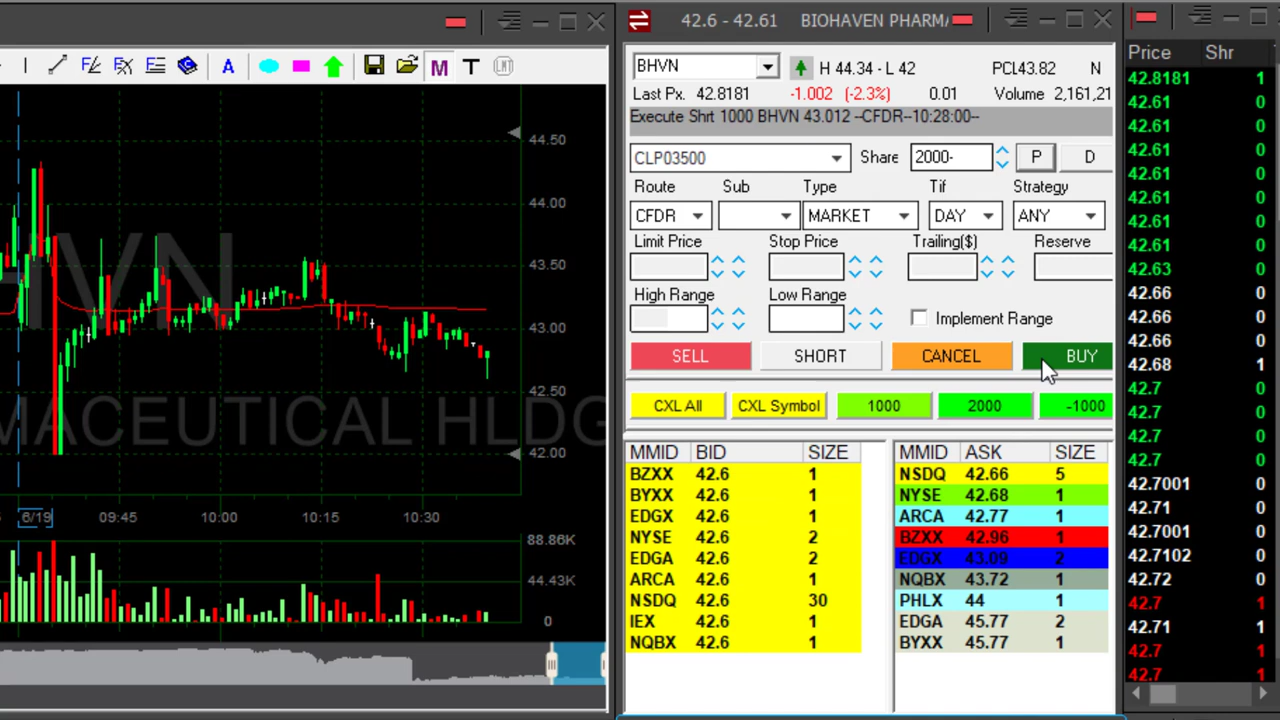 42.6 - 42.61 BIOHAVEN PHARMA
A M T
BHVN H 44.34 - L 42 PCL43.82 N
Last Px. 42.8181 -1.002 (-2.3%) 0.01 Volume 2,161,21
Execute Shrt 1000 BHVN 43.012 --CFDR--10:28:00--
CLP03500 Share 2000- P D
Route Sub Type Tif Strategy
CFDR MARKET DAY ANY
Limit Price Stop Price Trailing($) Reserve
High Range Low Range
Implement Range
SELL SHORT CANCEL BUY
CXL All CXL Symbol 1000 2000 -1000
MMID BID SIZE
BZXX 42.6 1
BYXX 42.6 1
EDGX 42.6 1
NYSE 42.6 2
EDGA 42.6 2
ARCA 42.6 1
NSDQ 42.6 30
IEX 42.6 1
NQBX 42.6 1
MMID ASK SIZE
NSDQ 42.66 5
NYSE 42.68 1
ARCA 42.77 1
BZXX 42.96 1
EDGX 43.09 2
NQBX 43.72 1
PHLX 44 1
EDGA 45.77 2
BYXX 45.77 1
Price Shr
42.8181 1
42.61 0
42.61 0
42.61 0
42.61 0
42.61 0
42.61 0
42.61 0
42.63 0
42.66 0
42.66 0
42.66 0
42.68 1
42.7 0
42.7 0
42.7 0
42.7 0
42.7001 0
42.71 0
42.7001 0
42.7102 0
42.72 0
42.7 1
42.71 1
42.7 1
42.7 1
44.50
44.00
43.50
43.00
42.50
42.00
HVN
MACEUTICAL HLDG
6/19 09:45 10:00 10:15 10:30
88.86K
44.43K
0